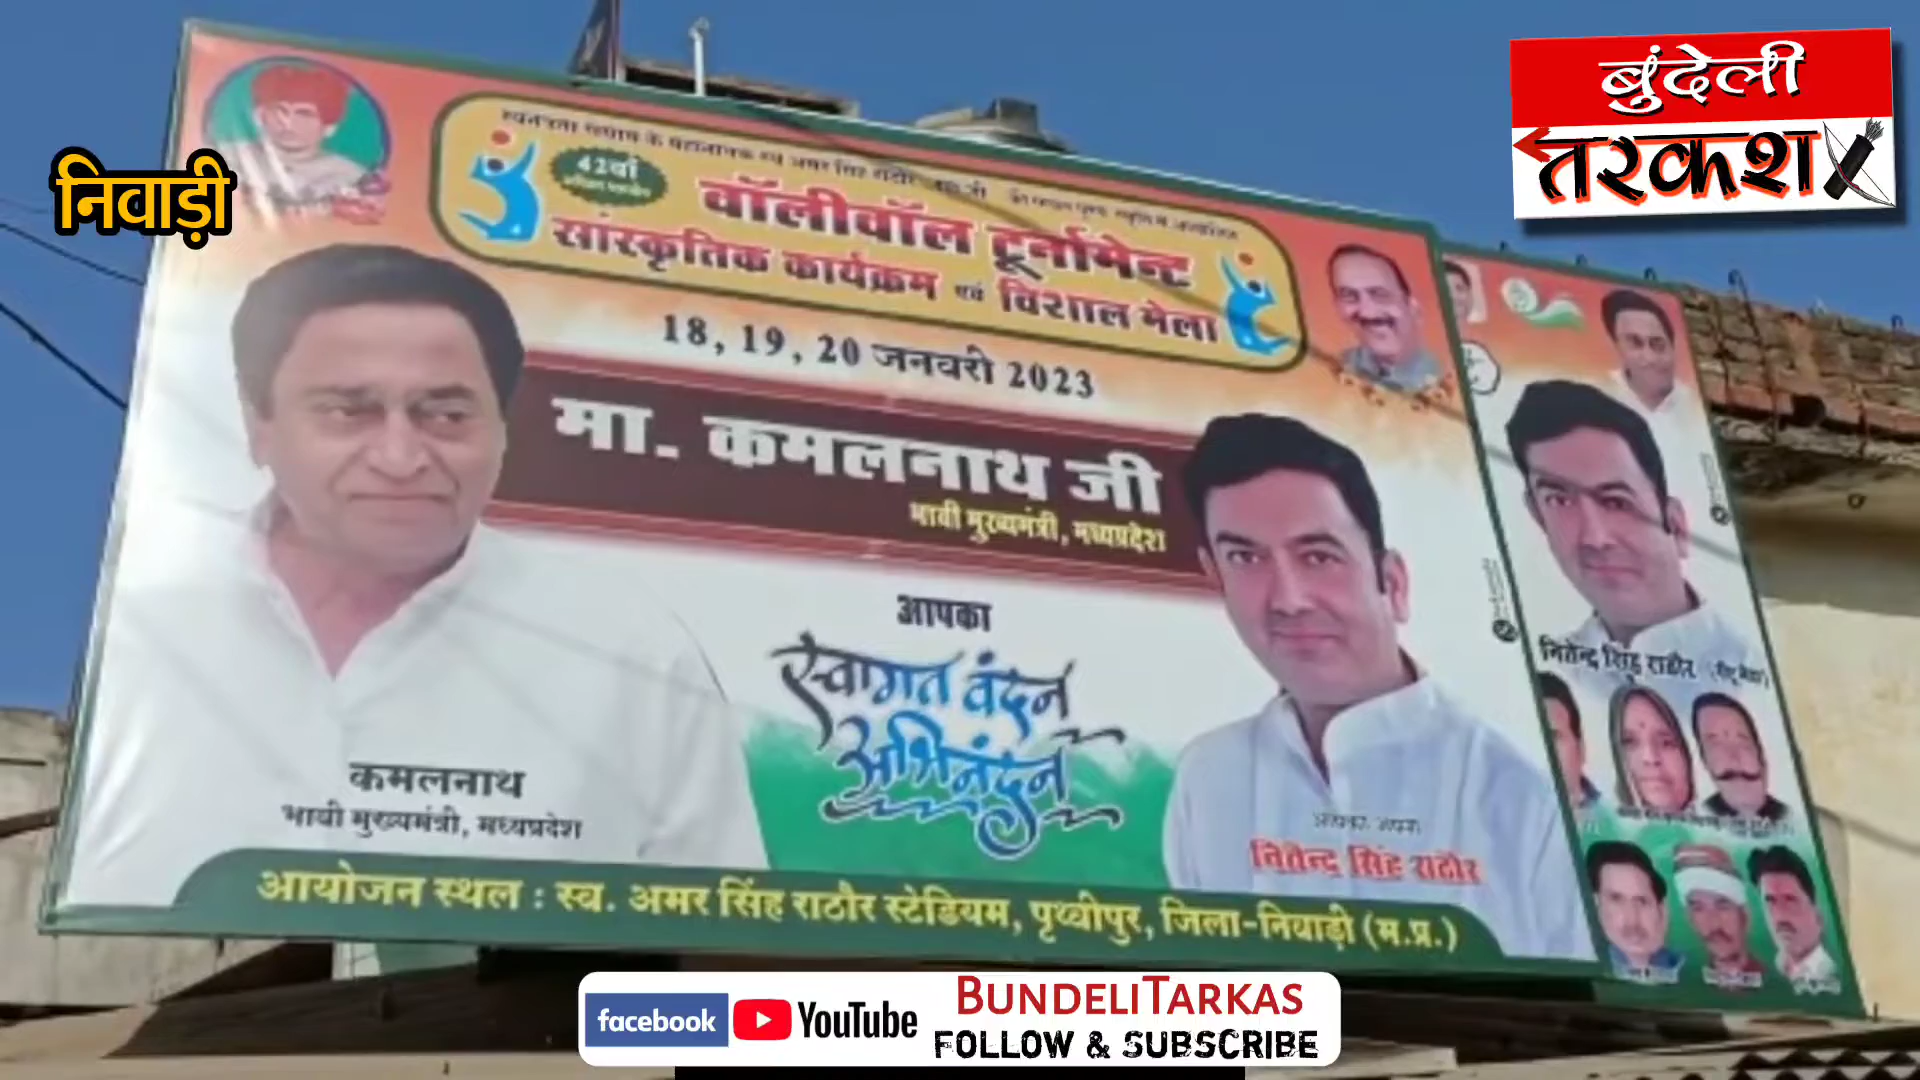 बुंदेली
तरकश
निवाड़ी
42वाँ
वॉलीवॉल टूर्नामेन्ट
सांस्कृतिक कार्यक्रम एवं विशाल मेला
18, 19, 20 जनवरी 2023
मा. कमलनाथ जी
भावी मुख्यमंत्री, मध्यप्रदेश
आपका
स्वागत वंदन
अभिनंदन
कमलनाथ
भावी मुख्यमंत्री, मध्यप्रदेश
नितेन्द्र सिंह राठौर
आयोजन स्थल : स्व. अमर सिंह राठौर स्टेडियम, पृथ्वीपुर, जिला-निवाड़ी (म.प्र.)
नितेन्द्र सिंह राठौर
facebook YouTube BUNDELITARKAS
FOLLOW & SUBSCRIBE